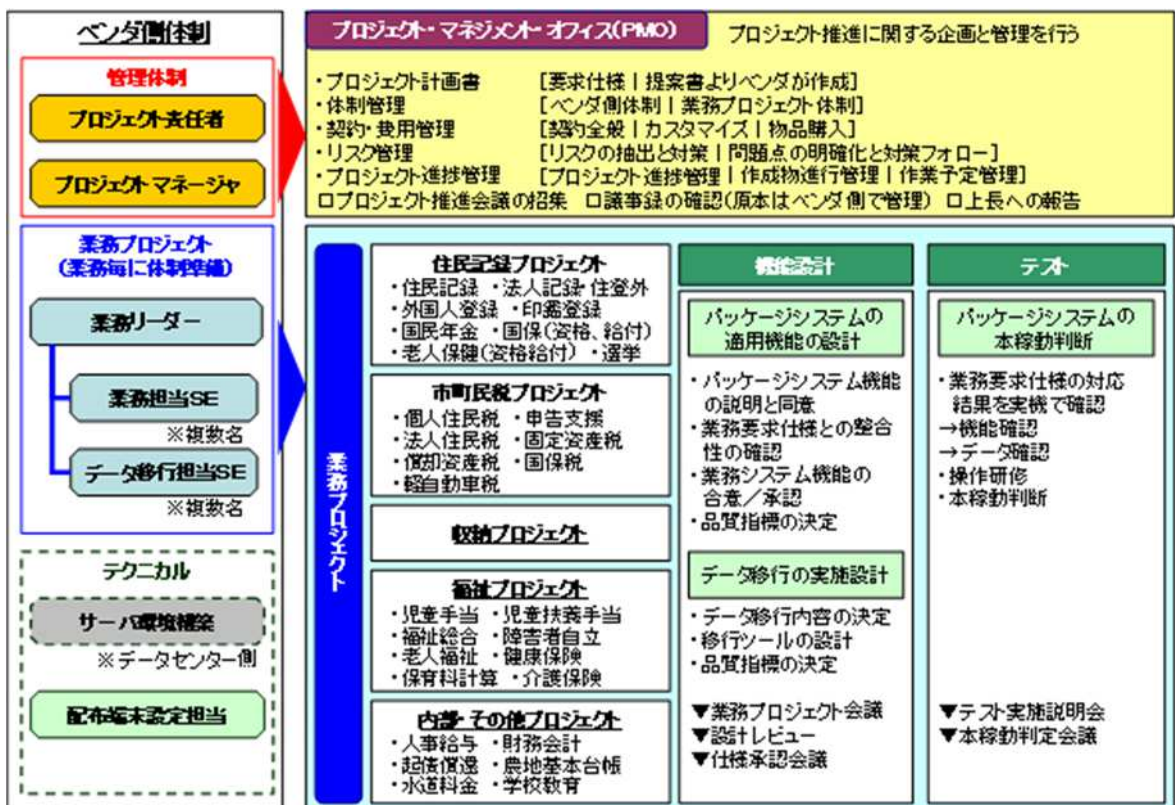 ベンダ側体制
管理体制
プロジェクト責任者
プロジェクトマネージャ
業務プロジェクト
(業務毎に体制準備)
業務リーダー
業務担当SE
※複数名
データ移行担当SE
※複数名
テクニカル
サーバ環境構築
※データセンター側
配布端末設定担当
プロジェクト・マネジメント・オフィス(PMO)
プロジェクト推進に関する企画と管理を行う
・プロジェクト計画書 [要求仕様｜提案書よりベンダが作成]
・体制管理 [ベンダ側体制｜業務プロジェクト体制]
・契約・費用管理 [契約全般｜カスタマイズ｜物品購入]
・リスク管理 [リスクの抽出と対策｜問題点の明確化と対策フォロー]
・プロジェクト進捗管理 [プロジェクト進捗管理｜作成物進行管理｜作業予定管理]
□プロジェクト推進会議の招集 □議事録の確認(原本はベンダ側で管理) □上長への報告
業務プロジェクト
住民記録プロジェクト
・住民記録 ・法人記録・住登外
・外国人登録 ・印鑑登録
・国民年金 ・国保(資格、給付)
・老人保健(資格給付) ・選挙
市町民税プロジェクト
・個人住民税 ・申告支援
・法人住民税 ・固定資産税
・償却資産税 ・国保税
・軽自動車税
収納プロジェクト
福祉プロジェクト
・児童手当 ・児童扶養手当
・福祉総合 ・障害者自立
・老人福祉 ・健康保険
・保育料計算 ・介護保険
内部・その他プロジェクト
・人事給与 ・財務会計
・起債償還 ・農地基本台帳
・水道料金 ・学校教育
機能設計
パッケージシステムの
適用機能の設計
・パッケージシステム機能
の説明と同意
・業務要求仕様との整合
性の確認
・業務システム機能の
合意／承認
・品質指標の決定
データ移行の実施設計
・データ移行内容の決定
・移行ツールの設計
・品質指標の決定
▼業務プロジェクト会議
▼設計レビュー
▼仕様承認会議
テスト
パッケージシステムの
本稼動判断
・業務要求仕様の対応
結果を実機で確認
→機能確認
→データ確認
・操作研修
・本稼動判断
▼テスト実施説明会
▼本稼動判定会議